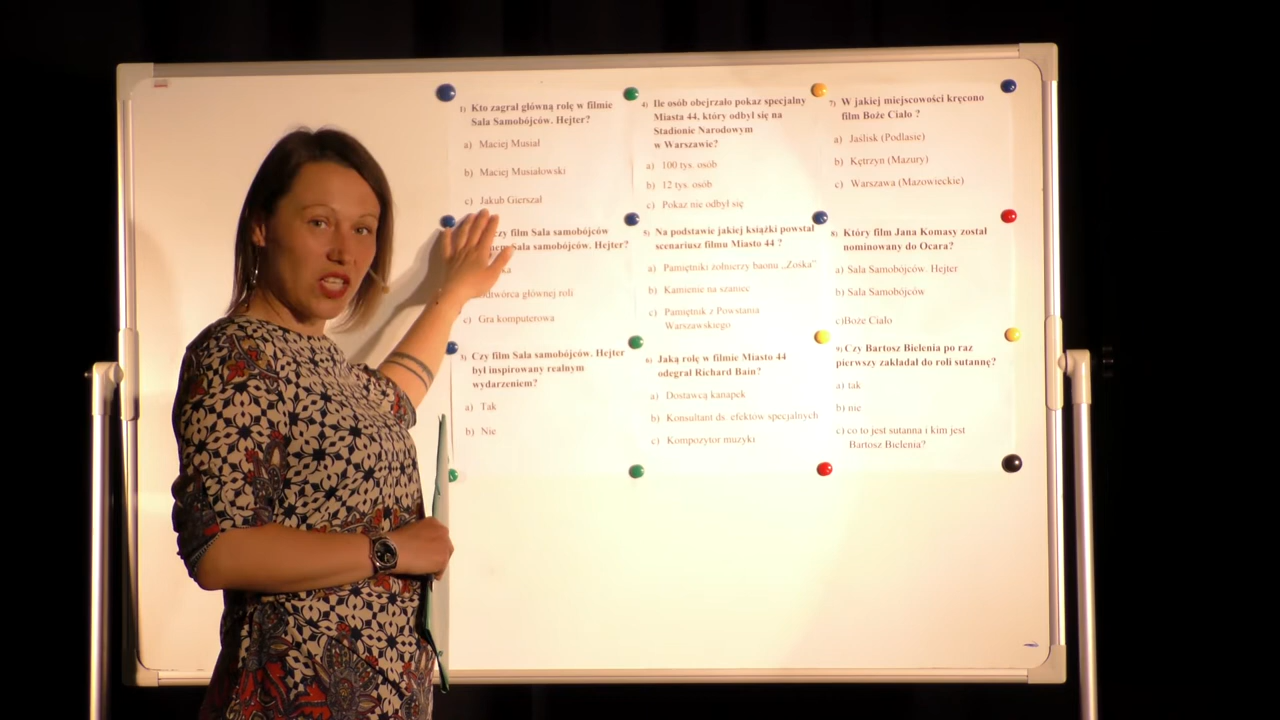 1) Kto zagrał główną rolę w filmie
Sala Samobójców. Hejter?
a) Maciej Musiał
b) Maciej Musiałowski
c) Jakub Gierszał
czy film Sala samobójców
Sala samobójców. Hejter?
odtwórca głównej roli
c) Gra komputerowa
3) Czy film Sala samobójców. Hejter
był inspirowany realnym
wydarzeniem?
a) Tak
b) Nie
4) Ile osób obejrzało pokaz specjalny
Miasta 44, który odbył się na
Stadionie Narodowym
w Warszawie?
a) 100 tys. osób
b) 12 tys. osób
c) Pokaz nie odbył się
5) Na podstawie jakiej książki powstał
scenariusz filmu Miasto 44 ?
a) Pamiętniki żołnierzy baonu „Zośka”
b) Kamienie na szaniec
c) Pamiętnik z Powstania
Warszawskiego
6) Jaką rolę w filmie Miasto 44
odegrał Richard Bain?
a) Dostawca kanapek
b) Konsultant ds. efektów specjalnych
c) Kompozytor muzyki
7) W jakiej miejscowości kręcono
film Boże Ciało ?
a) Jaślisk (Podlasie)
b) Kętrzyn (Mazury)
c) Warszawa (Mazowieckie)
8) Który film Jana Komasy został
nominowany do Ocara?
a) Sala Samobójców. Hejter
b) Sala Samobójców
c)Boże Ciało
9) Czy Bartosz Bielenia po raz
pierwszy zakładał do roli sutannę?
a) tak
b) nie
c) co to jest sutanna i kim jest
Bartosz Bielenia?